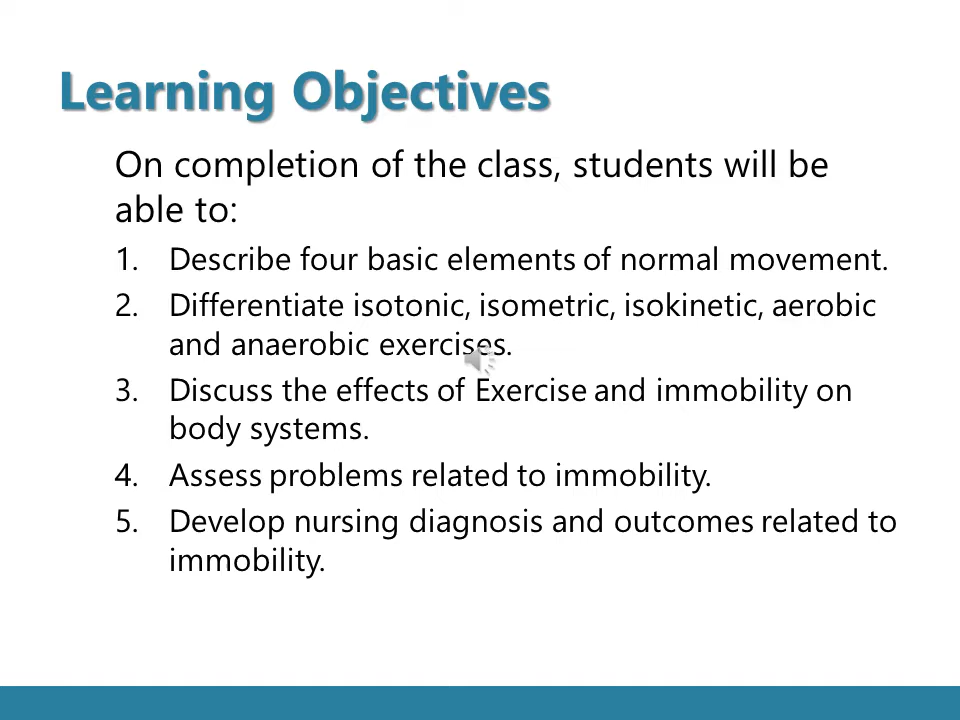 Learning Objectives
On completion of the class, students will be
able to:
1. Describe four basic elements of normal movement.
2. Differentiate isotonic, isometric, isokinetic, aerobic
and anaerobic exercises.
3. Discuss the effects of Exercise and immobility on
body systems.
4. Assess problems related to immobility.
5. Develop nursing diagnosis and outcomes related to
immobility.